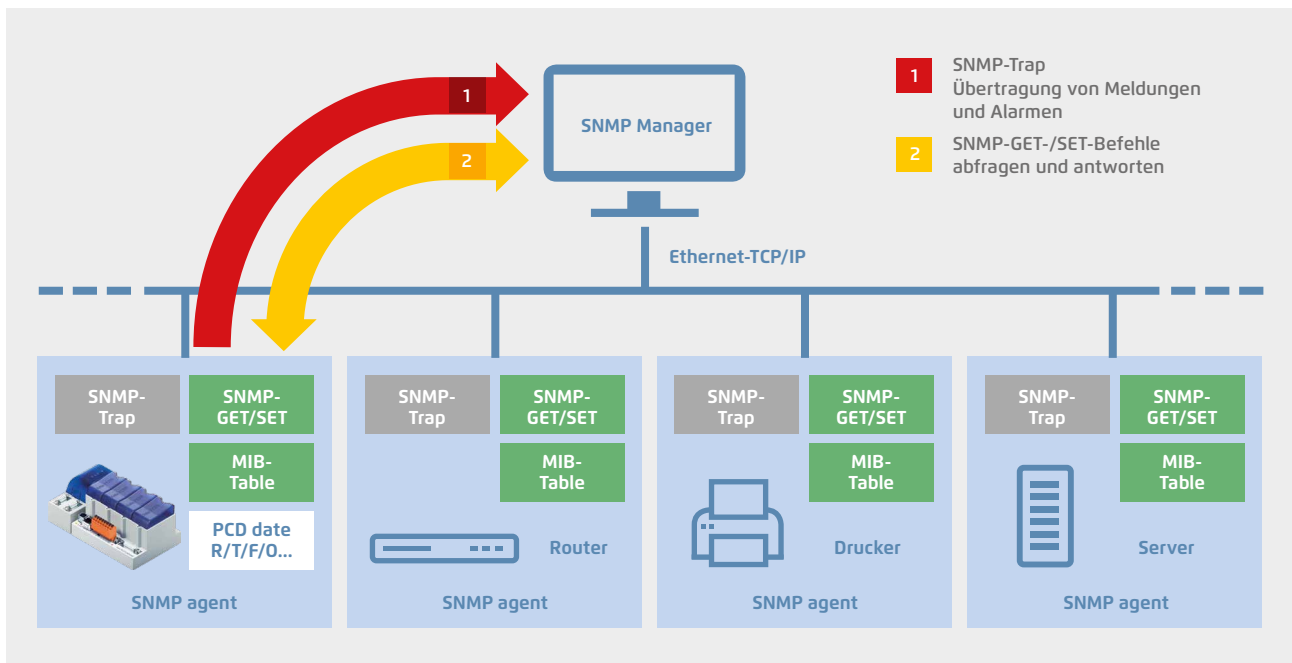 1
SNMP Manager
2
1
SNMP-Trap
Übertragung von Meldungen
und Alarmen
2
SNMP-GET-/SET-Befehle
abfragen und antworten
Ethernet-TCP/IP
SNMP-
Trap
SNMP-
GET/SET
MIB-
Table
PCD date
R/T/F/O...
SNMP agent
SNMP-
Trap
SNMP-
GET/SET
MIB-
Table
Router
SNMP agent
SNMP-
Trap
SNMP-
GET/SET
MIB-
Table
Drucker
SNMP agent
SNMP-
Trap
SNMP-
GET/SET
MIB-
Table
Server
SNMP agent